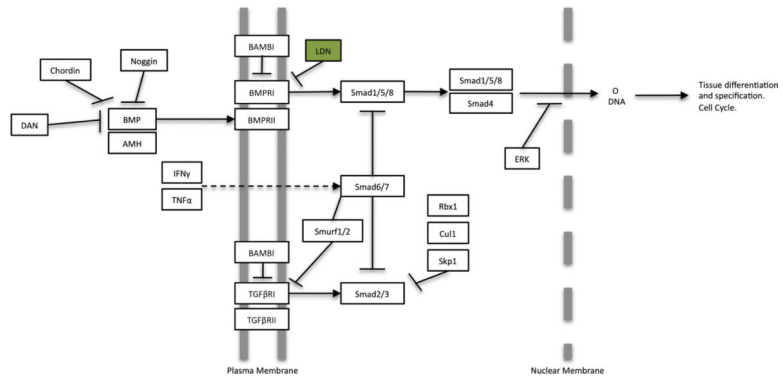 BAMBI
LDN
Chordin
Noggin
BMPRI
Smad1/5/8
Smad1/5/8
Smad4
O
DNA
Tissue differentiation
and specification.
Cell Cycle.
DAN
BMP
AMH
BMPRII
ERK
IFNγ
TNFα
Smad6/7
Rbx1
Cul1
Skp1
Smurf1/2
BAMBI
TGFβRI
TGFβRII
Smad2/3
Plasma Membrane
Nuclear Membrane